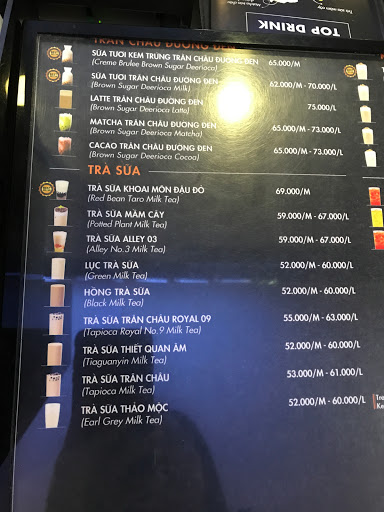 TOP DRINK
TRÂN CHÂU ĐƯỜNG ĐEN
SỮA TƯƠI KEM TRỨNG TRÂN CHÂU ĐƯỜNG ĐEN 65.000/M
(Creme Brulee Brown Sugar Deerioca)
SỮA TƯƠI TRÂN CHÂU ĐƯỜNG ĐEN 62.000/M - 70.000/L
(Brown Sugar Deerioca Milk)
LATTE TRÂN CHÂU ĐƯỜNG ĐEN 75.000/L
(Brown Sugar Deerioca Latte)
MATCHA TRÂN CHÂU ĐƯỜNG ĐEN 65.000/M - 73.000/L
(Brown Sugar Deerioca Matcha)
CACAO TRÂN CHÂU ĐƯỜNG ĐEN 65.000/M - 73.000/L
(Brown Sugar Deerioca Cocoa)
TRÀ SỮA
TRÀ SỮA KHOAI MÔN ĐẬU ĐỎ 69.000/M
(Red Bean Taro Milk Tea)
TRÀ SỮA MẦM CÂY 59.000/M - 67.000/L
(Potted Plant Milk Tea)
TRÀ SỮA ALLEY 03 59.000/M - 67.000/L
(Alley No.3 Milk Tea)
LỤC TRÀ SỮA 52.000/M - 60.000/L
(Green Milk Tea)
HỒNG TRÀ SỮA 52.000/M - 60.000/L
(Black Milk Tea)
TRÀ SỮA TRÂN CHÂU ROYAL 09 55.000/M - 63.000/L
(Tapioca Royal No.9 Milk Tea)
TRÀ SỮA THIẾT QUAN ÂM 52.000/M - 60.000/L
(Tiaguanyin Milk Tea)
TRÀ SỮA TRÂN CHÂU 53.000/M - 61.000/L
(Tapioca Milk Tea)
TRÀ SỮA THẢO MỘC 52.000/M - 60.000/L
(Earl Grey Milk Tea)